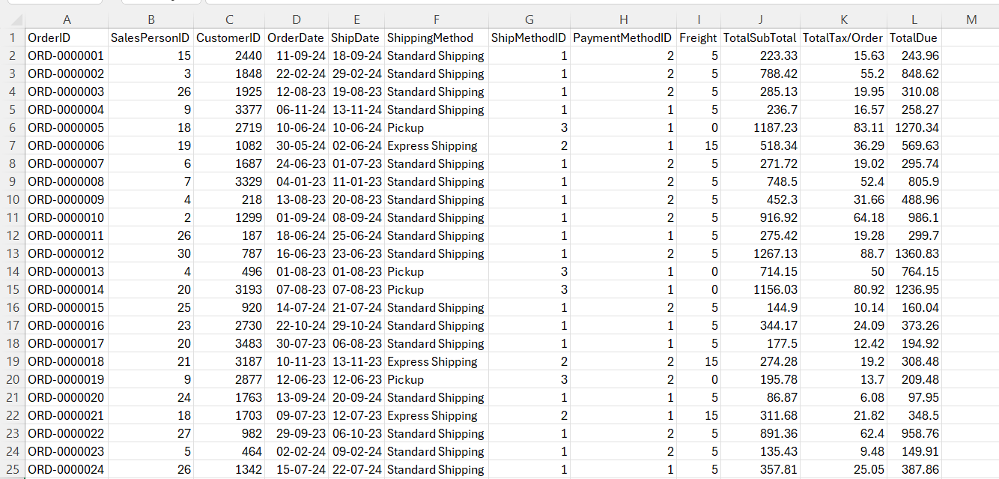 A B C D E F G H I J K L M
1 OrderID SalesPersonID CustomerID OrderDate ShipDate ShippingMethod ShipMethodID PaymentMethodID Freight TotalSubTotal TotalTax/Order TotalDue
2 ORD-0000001 15 2440 11-09-24 18-09-24 Standard Shipping 1 2 5 223.33 15.63 243.96
3 ORD-0000002 3 1848 22-02-24 29-02-24 Standard Shipping 1 2 5 788.42 55.2 848.62
4 ORD-0000003 26 1925 12-08-23 19-08-23 Standard Shipping 1 2 5 285.13 19.95 310.08
5 ORD-0000004 9 3377 06-11-24 13-11-24 Standard Shipping 1 1 5 236.7 16.57 258.27
6 ORD-0000005 18 2719 10-06-24 10-06-24 Pickup 3 1 0 1187.23 83.11 1270.34
7 ORD-0000006 19 1082 30-05-24 02-06-24 Express Shipping 2 1 15 518.34 36.29 569.63
8 ORD-0000007 6 1687 24-06-23 01-07-23 Standard Shipping 1 2 5 271.72 19.02 295.74
9 ORD-0000008 7 3329 04-01-23 11-01-23 Standard Shipping 1 2 5 748.5 52.4 805.9
10 ORD-0000009 4 218 13-08-23 20-08-23 Standard Shipping 1 2 5 452.3 31.66 488.96
11 ORD-0000010 2 1299 01-09-24 08-09-24 Standard Shipping 1 2 5 916.92 64.18 986.1
12 ORD-0000011 26 187 18-06-24 25-06-24 Standard Shipping 1 1 5 275.42 19.28 299.7
13 ORD-0000012 30 787 16-06-23 23-06-23 Standard Shipping 1 2 5 1267.13 88.7 1360.83
14 ORD-0000013 4 496 01-08-23 01-08-23 Pickup 3 1 0 714.15 50 764.15
15 ORD-0000014 20 3193 07-08-23 07-08-23 Pickup 3 1 0 1156.03 80.92 1236.95
16 ORD-0000015 25 920 14-07-24 21-07-24 Standard Shipping 1 2 5 144.9 10.14 160.04
17 ORD-0000016 23 2730 22-10-24 29-10-24 Standard Shipping 1 1 5 344.17 24.09 373.26
18 ORD-0000017 20 3483 30-07-23 06-08-23 Standard Shipping 1 1 5 177.5 12.42 194.92
19 ORD-0000018 21 3187 10-11-23 13-11-23 Express Shipping 2 2 15 274.28 19.2 308.48
20 ORD-0000019 9 2877 12-06-23 12-06-23 Pickup 3 2 0 195.78 13.7 209.48
21 ORD-0000020 24 1763 13-09-24 20-09-24 Standard Shipping 1 1 5 86.87 6.08 97.95
22 ORD-0000021 18 1703 09-07-23 12-07-23 Express Shipping 2 1 15 311.68 21.82 348.5
23 ORD-0000022 27 982 29-09-23 06-10-23 Standard Shipping 1 2 5 891.36 62.4 958.76
24 ORD-0000023 5 464 02-02-24 09-02-24 Standard Shipping 1 2 5 135.43 9.48 149.91
25 ORD-0000024 26 1342 15-07-24 22-07-24 Standard Shipping 1 1 5 357.81 25.05 387.86